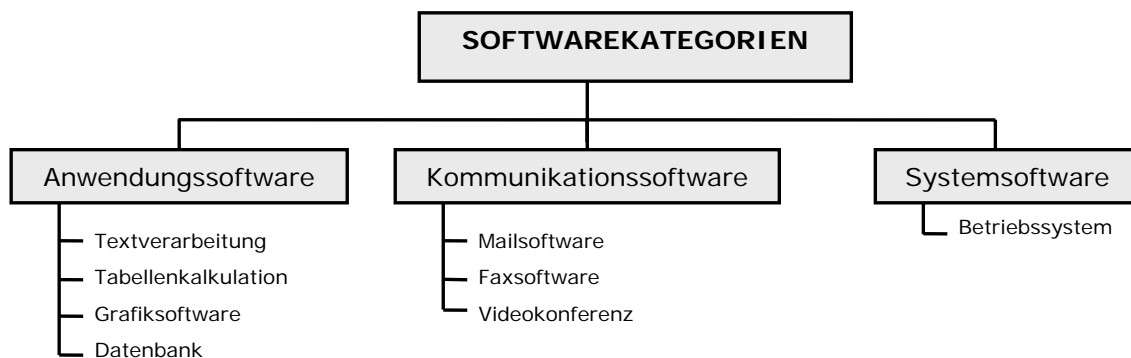 SOFTWAREKATEGORIEN
Anwendungssoftware
Textverarbeitung
Tabellenkalkulation
Grafiksoftware
Datenbank
Kommunikationssoftware
Mailsoftware
Faxsoftware
Videokonferenz
Systemsoftware
Betriebssystem